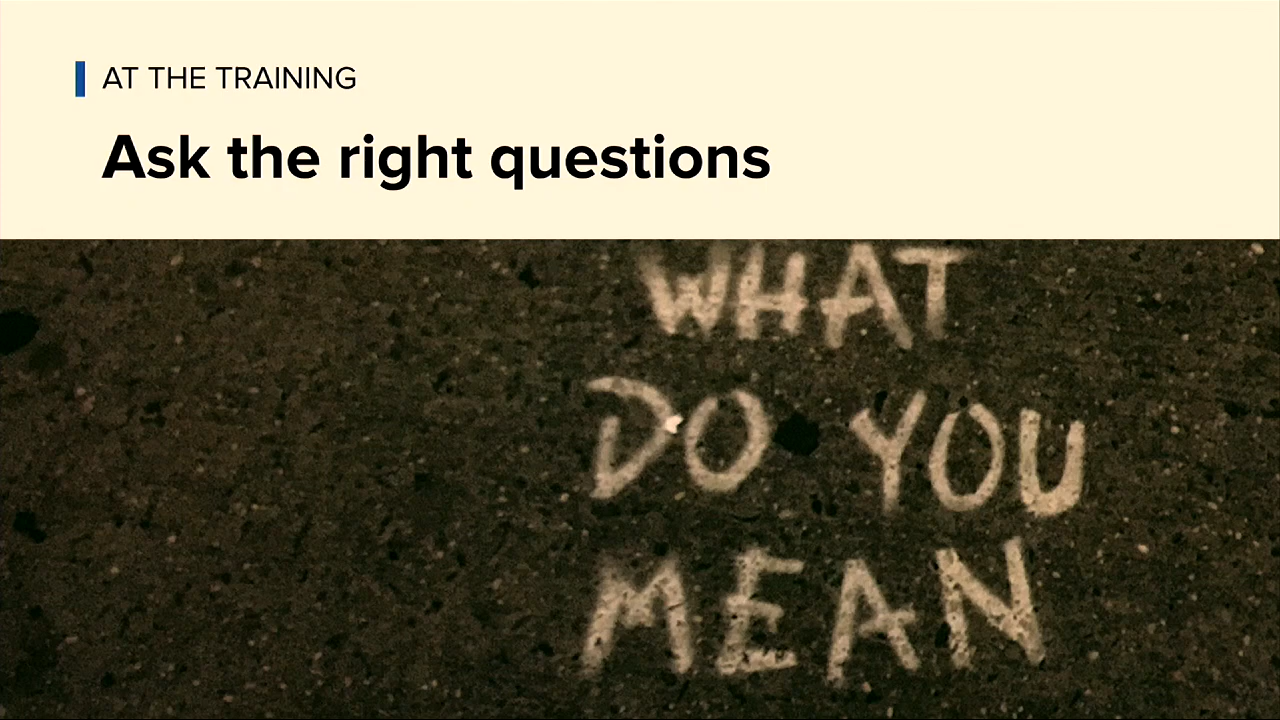 AT THE TRAINING
Ask the right questions
WHAT
DO YOU
MEAN